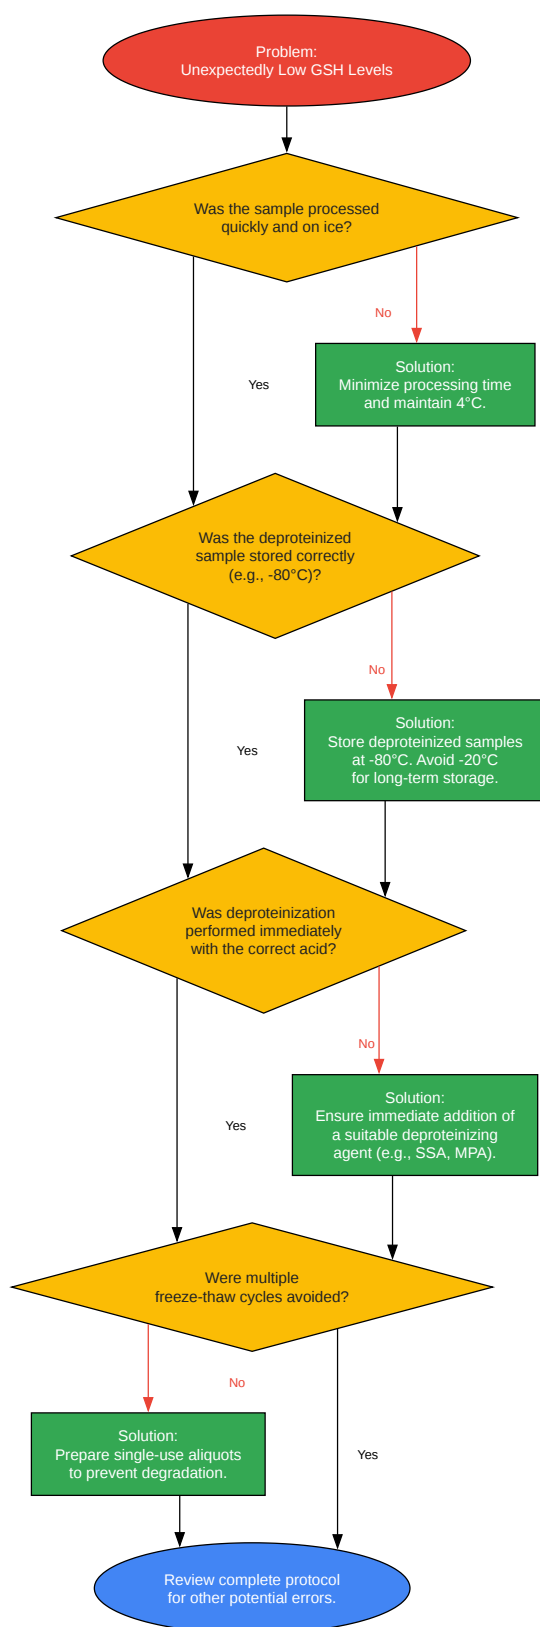 Problem:
Unexpectedly Low GSH Levels
Was the sample processed
quickly and on ice?
No
Solution:
Minimize processing time
and maintain 4°C.
Yes
Was the deproteinized
sample stored correctly
(e.g., -80°C)?
No
Solution:
Store deproteinized samples
at -80°C. Avoid -20°C
for long-term storage.
Yes
Was deproteinization
performed immediately
with the correct acid?
No
Solution:
Ensure immediate addition of
a suitable deproteinizing
agent (e.g., SSA, MPA).
Yes
Were multiple
freeze-thaw cycles avoided?
No
Solution:
Prepare single-use aliquots
to prevent degradation.
Yes
Review complete protocol
for other potential errors.